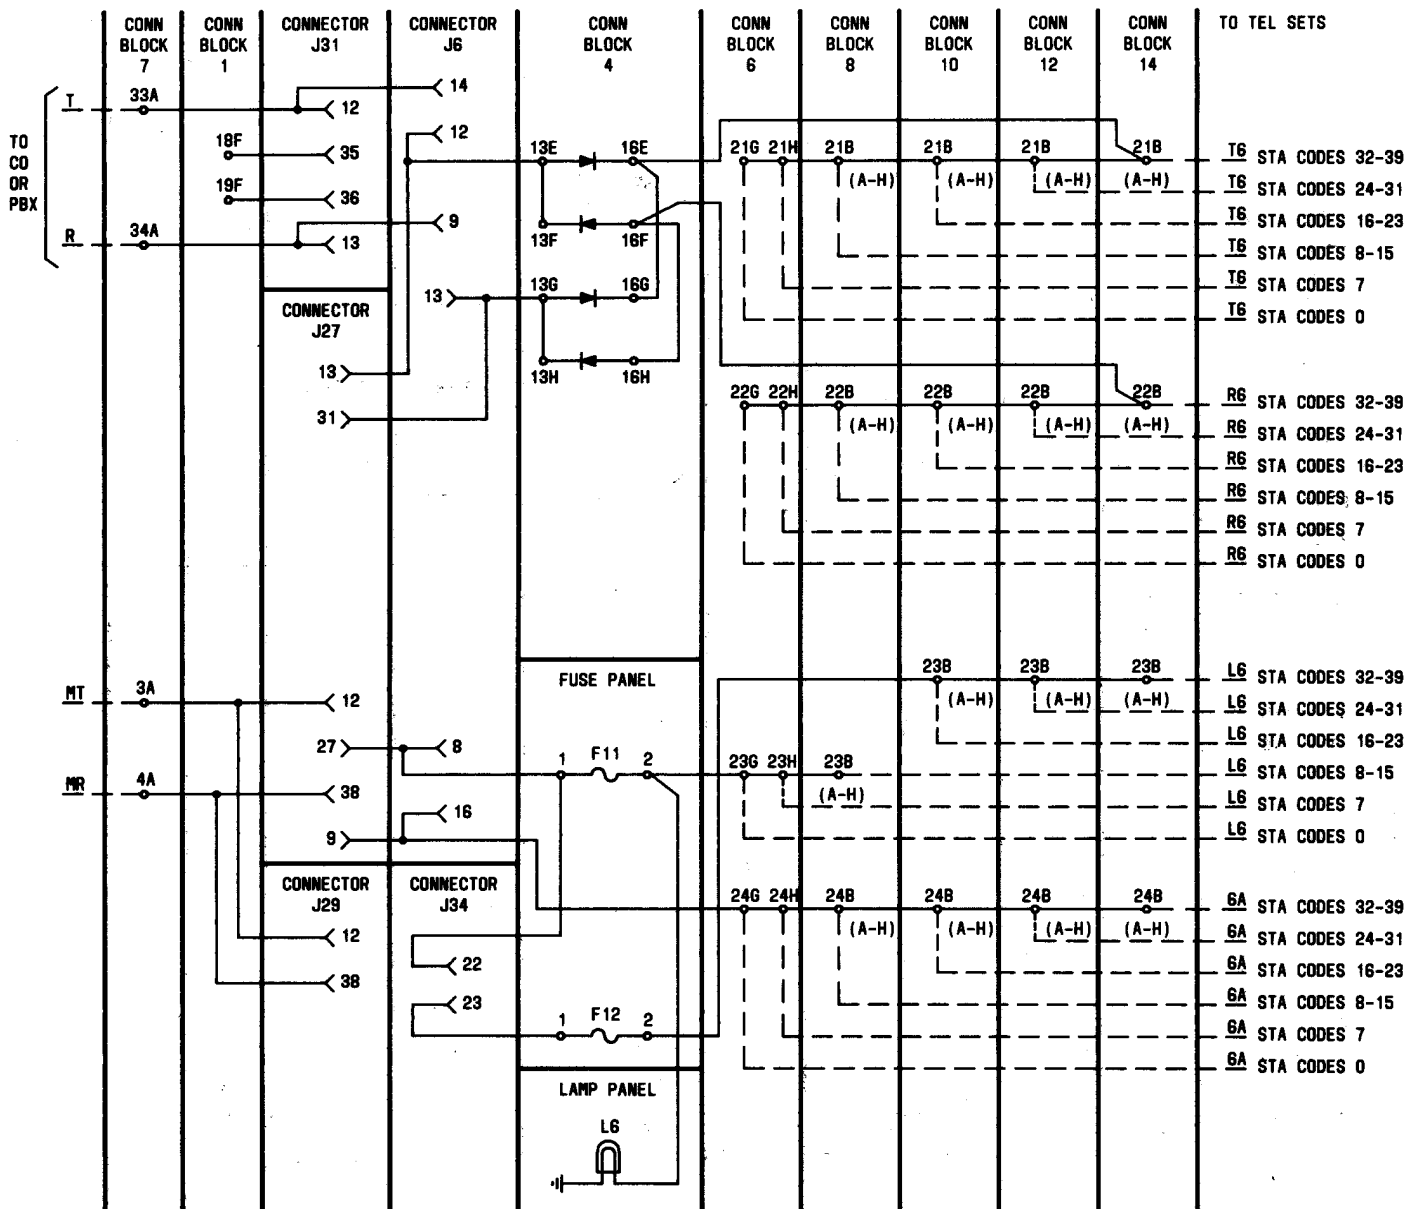 CONN BLOCK 7
CONN BLOCK 1
CONNECTOR J31
CONNECTOR J6
CONN BLOCK 4
CONN BLOCK 6
CONN BLOCK 8
CONN BLOCK 10
CONN BLOCK 12
CONN BLOCK 14
TO TEL SETS
TO CO OR PBX
T 33A 12 14
18F 35 12
19F 36
R 34A 13 9
13E 16E 21G 21H 21B 21B 21B 21B T6 STA CODES 32-39
(A-H) (A-H) (A-H) (A-H) T6 STA CODES 24-31
T6 STA CODES 16-23
13F 16F T6 STA CODES 8-15
13 13G 16G T6 STA CODES 7
T6 STA CODES 0
CONNECTOR J27
13 13H 16H
31
22G 22H 22B 22B 22B 22B R6 STA CODES 32-39
(A-H) (A-H) (A-H) (A-H) R6 STA CODES 24-31
R6 STA CODES 16-23
R6 STA CODES 8-15
R6 STA CODES 7
R6 STA CODES 0
FUSE PANEL
MT 3A 12
23B 23B 23B L6 STA CODES 32-39
(A-H) (A-H) (A-H) L6 STA CODES 24-31
L6 STA CODES 16-23
27 8 1 F11 2 23G 23H 23B L6 STA CODES 8-15
MR 4A 38 (A-H) L6 STA CODES 7
9 16 L6 STA CODES 0
CONNECTOR J29
CONNECTOR J34
24G 24H 24B 24B 24B 24B 6A STA CODES 32-39
12 (A-H) (A-H) (A-H) (A-H) 6A STA CODES 24-31
22 6A STA CODES 16-23
38 23 6A STA CODES 8-15
1 F12 2 6A STA CODES 7
6A STA CODES 0
LAMP PANEL
L6